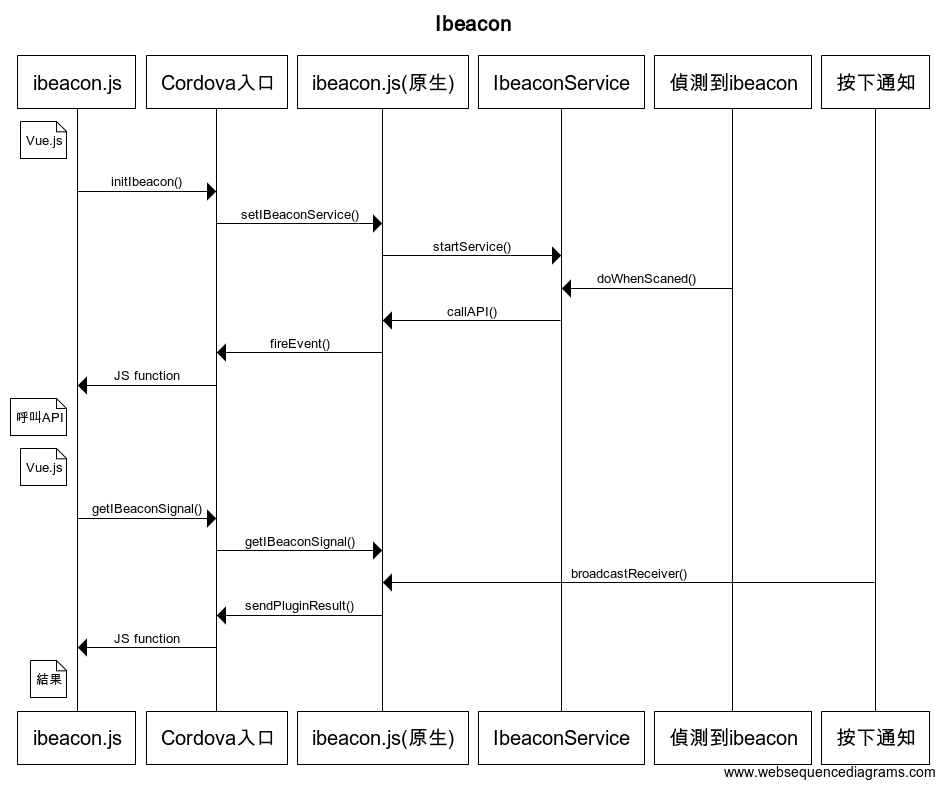 Ibeacon
ibeacon.js
Cordova入口
ibeacon.js(原生)
IbeaconService
偵測到ibeacon
按下通知
Vue.js
initIbeacon()
setIBeaconService()
startService()
doWhenScaned()
callAPI()
fireEvent()
JS function
呼叫API
Vue.js
getIBeaconSignal()
getIBeaconSignal()
broadcastReceiver()
sendPluginResult()
JS function
結果
ibeacon.js
Cordova入口
ibeacon.js(原生)
IbeaconService
偵測到ibeacon
按下通知
www.websequencediagrams.com